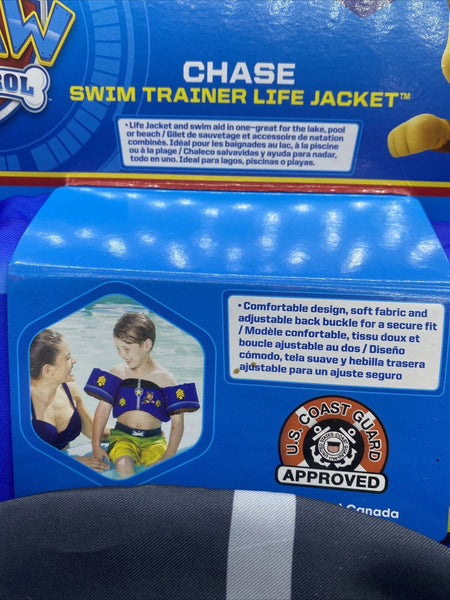 AW
ROL
CHASE
SWIM TRAINER LIFE JACKET™
• Life Jacket and swim aid in one-great for the lake, pool
or beach / Gilet de sauvetage et accessoire de natation
combinés. Idéal pour les baignades au lac, à la piscine
ou à la plage / Chaleco salvavidas y ayuda para nadar,
todo en uno. Ideal para lagos, piscinas o playas.
• Comfortable design, soft fabric and
adjustable back buckle for a secure fit
/ Modèle confortable, tissu doux et
boucle ajustable au dos / Diseño
cómodo, tela suave y hebilla trasera
ajustable para un ajuste seguro
U.S. COAST GUARD
APPROVED
Canada